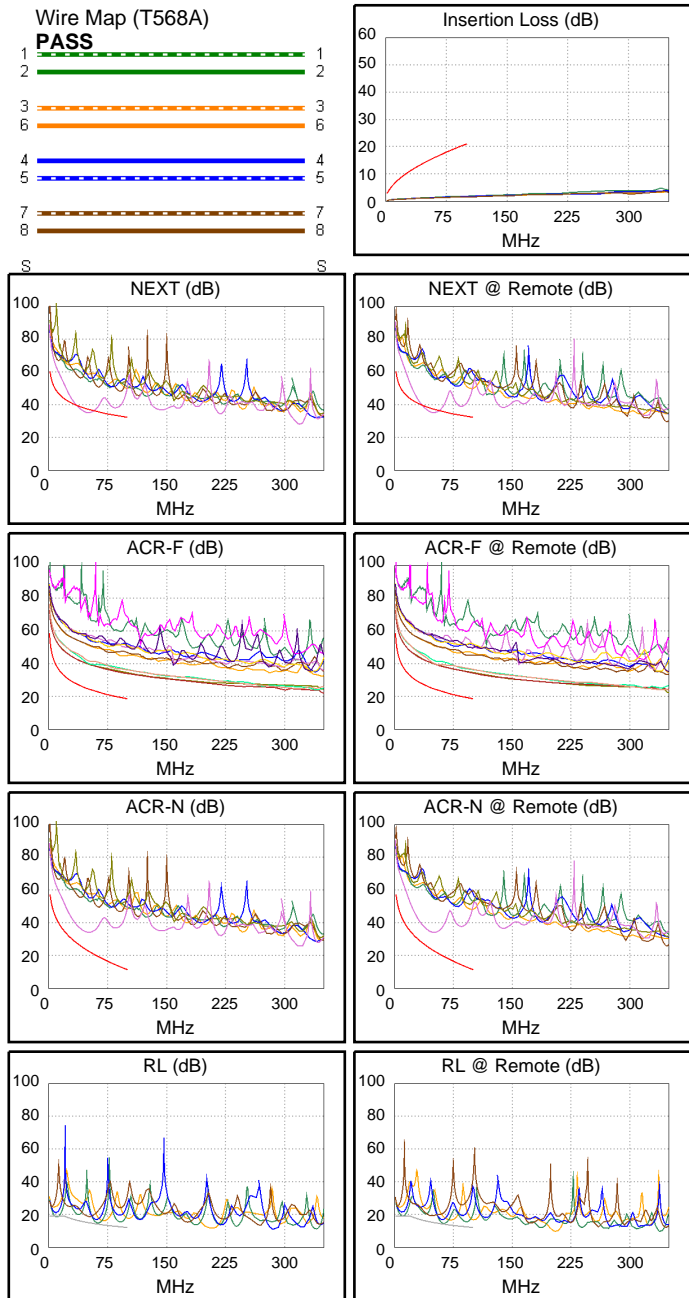 Wire Map (T568A)
PASS
1 1
2 2
3 3
6 6
4 4
5 5
7 7
8 8
S S
Insertion Loss (dB)
60
50
40
30
20
10
0
0 75 150 225 300
MHz
NEXT (dB)
100
80
60
40
20
0
0 75 150 225 300
MHz
NEXT @ Remote (dB)
100
80
60
40
20
0
0 75 150 225 300
MHz
ACR-F (dB)
100
80
60
40
20
0
0 75 150 225 300
MHz
ACR-F @ Remote (dB)
100
80
60
40
20
0
0 75 150 225 300
MHz
ACR-N (dB)
100
80
60
40
20
0
0 75 150 225 300
MHz
ACR-N @ Remote (dB)
100
80
60
40
20
0
0 75 150 225 300
MHz
RL (dB)
100
80
60
40
20
0
0 75 150 225 300
MHz
RL @ Remote (dB)
100
80
60
40
20
0
0 75 150 225 300
MHz